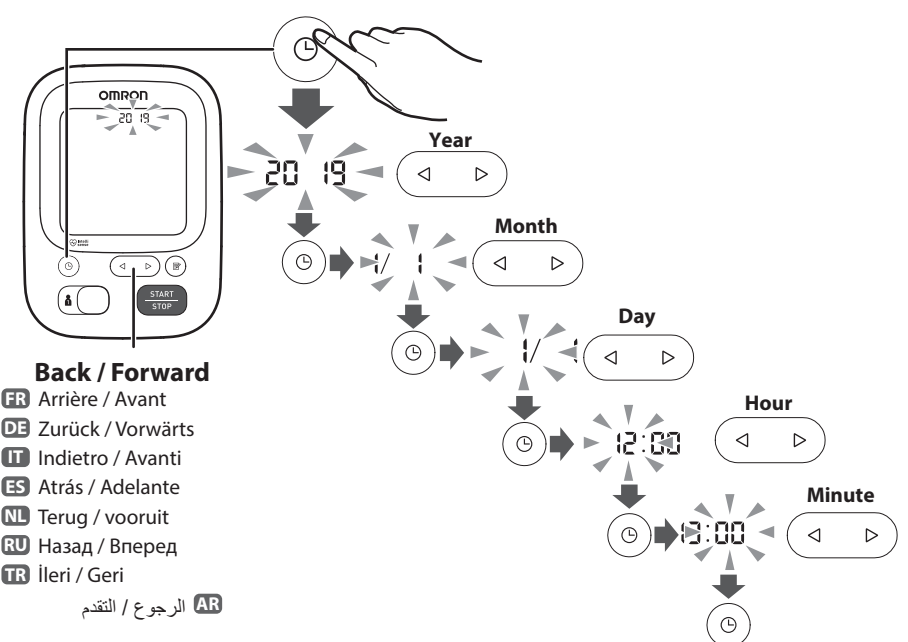 OMRON
20 19
intelli
sense
START
STOP
Back / Forward
FR Arrière / Avant
DE Zurück / Vorwärts
IT Indietro / Avanti
ES Atrás / Adelante
NL Terug / vooruit
RU Назад / Вперед
TR İleri / Geri
AR الرجوع / التقدم
20 19
Year
1/ 1
Month
1/ 1
Day
12:00
Hour
13:00
Minute